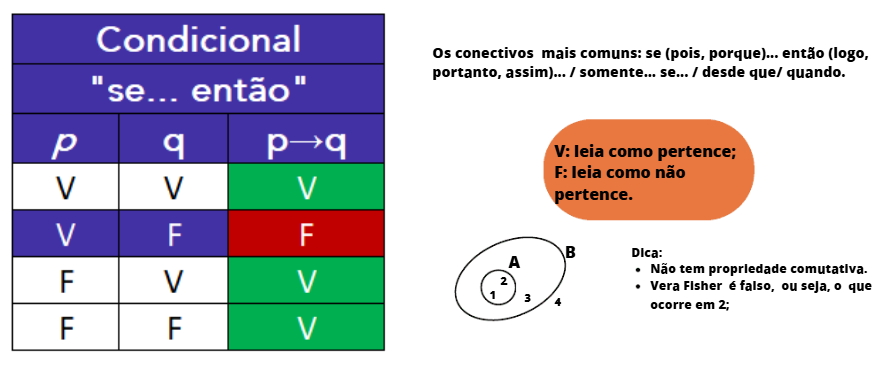 Condicional
"se... então"
p q p→q
V V V
V F F
F V V
F F V
Os conectivos mais comuns: se (pois, porque)... então (logo,
portanto, assim)... / somente... se... / desde que/ quando.
V: leia como pertence;
F: leia como não
pertence.
A B
1 2 3 4
Dica:
• Não tem propriedade comutativa.
• Vera Fisher é falso, ou seja, o que
ocorre em 2;